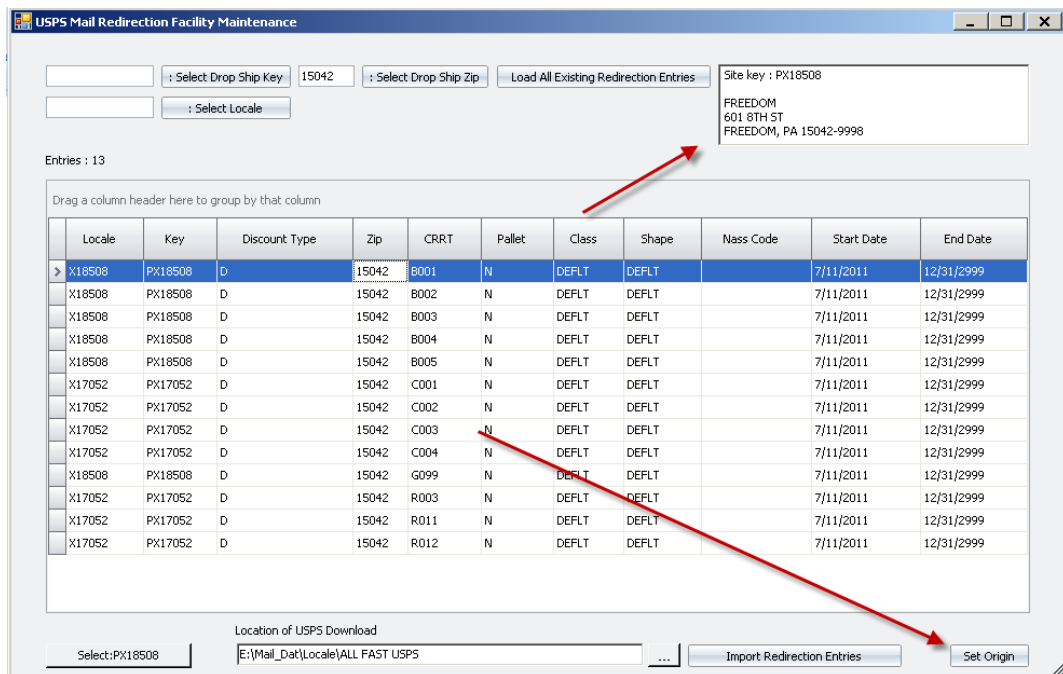 USPS Mail Redirection Facility Maintenance
: Select Drop Ship Key 15042 : Select Drop Ship Zip Load All Existing Redirection Entries
Site key : PX18508
FREEDOM
601 8TH ST
FREEDOM, PA 15042-9998
: Select Locale
Entries : 13
Drag a column header here to group by that column
Locale Key Discount Type Zip CRRT Pallet Class Shape Nass Code Start Date End Date
X18508 PX18508 D 15042 B001 N DEFLT DEFLT 7/11/2011 12/31/2999
X18508 PX18508 D 15042 B002 N DEFLT DEFLT 7/11/2011 12/31/2999
X18508 PX18508 D 15042 B003 N DEFLT DEFLT 7/11/2011 12/31/2999
X18508 PX18508 D 15042 B004 N DEFLT DEFLT 7/11/2011 12/31/2999
X18508 PX18508 D 15042 B005 N DEFLT DEFLT 7/11/2011 12/31/2999
X17052 PX17052 D 15042 C001 N DEFLT DEFLT 7/11/2011 12/31/2999
X17052 PX17052 D 15042 C002 N DEFLT DEFLT 7/11/2011 12/31/2999
X17052 PX17052 D 15042 C003 N DEFLT DEFLT 7/11/2011 12/31/2999
X17052 PX17052 D 15042 C004 N DEFLT DEFLT 7/11/2011 12/31/2999
X18508 PX18508 D 15042 G099 N DEFLT DEFLT 7/11/2011 12/31/2999
X17052 PX17052 D 15042 R003 N DEFLT DEFLT 7/11/2011 12/31/2999
X17052 PX17052 D 15042 R011 N DEFLT DEFLT 7/11/2011 12/31/2999
X17052 PX17052 D 15042 R012 N DEFLT DEFLT 7/11/2011 12/31/2999
Location of USPS Download
Select:PX18508 E:\Mail_Dat\Locale\ALL FAST USPS ... Import Redirection Entries Set Origin